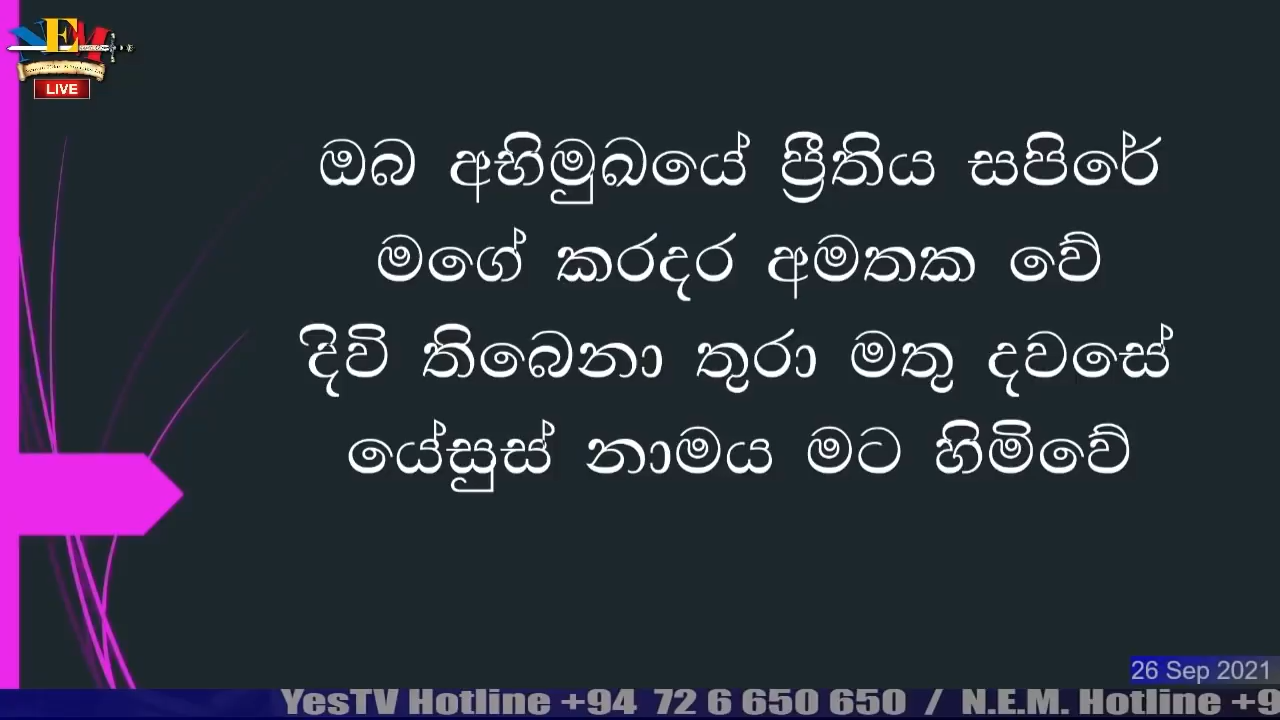 NEM
LIVE
ඔබ අභිමුඛයේ ප්‍රීතිය සපිරේ
මගේ කරදර අමතක වේ
දිවි තිබෙනා තුරා මතු දවසේ
යේසුස් නාමය මට හිමිවේ
26 Sep 2021
YesTV Hotline +94 72 6 650 650 / N.E.M. Hotline +9